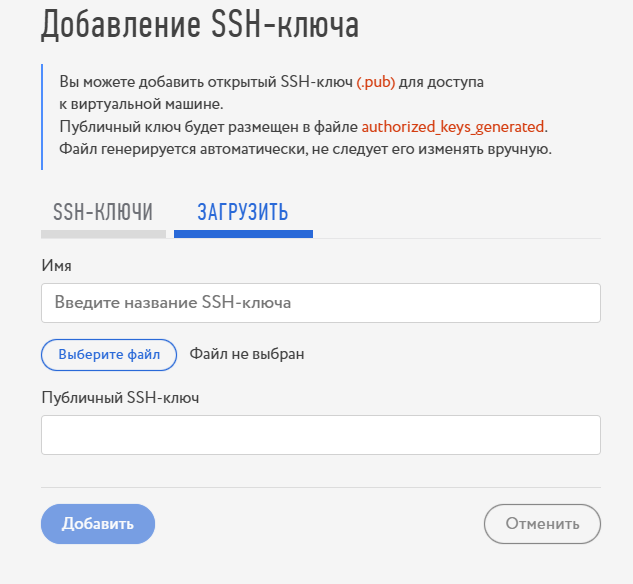 Добавление SSH-ключа
Вы можете добавить открытый SSH-ключ (.pub) для доступа
к виртуальной машине.
Публичный ключ будет размещен в файле authorized_keys_generated.
Файл генерируется автоматически, не следует его изменять вручную.
SSH-КЛЮЧИ ЗАГРУЗИТЬ
Имя
Введите название SSH-ключа
Выберите файл Файл не выбран
Публичный SSH-ключ
Добавить Отменить